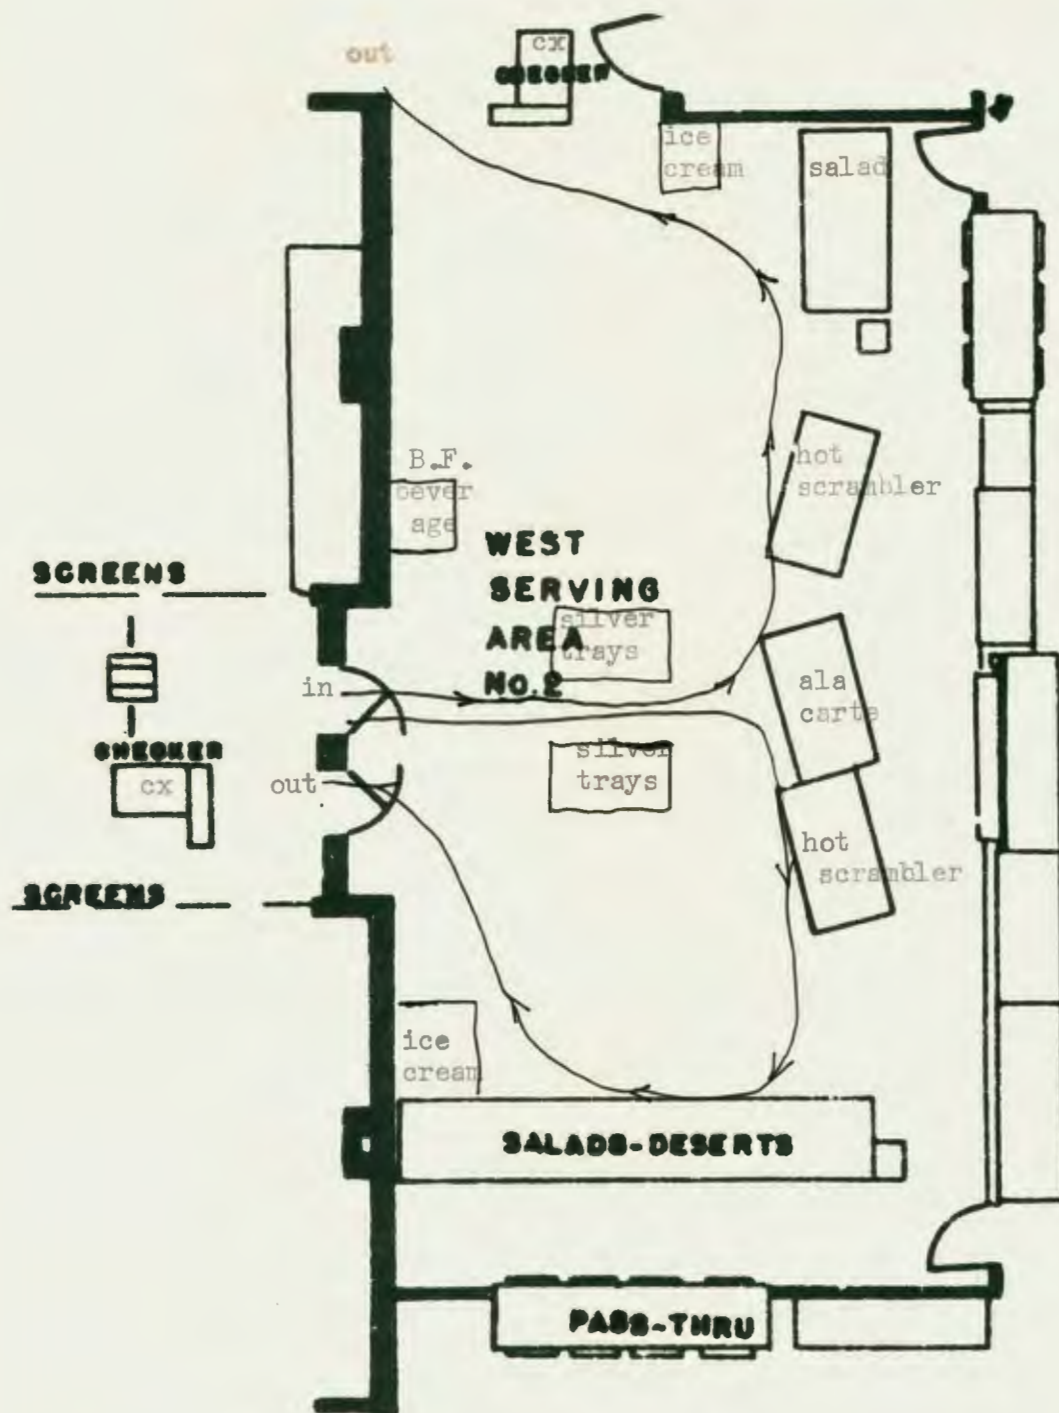 out
cx
CHECKER
ice
cream
salad
hot
scrambler
B.F.
bever
age
WEST
SERVING
AREA
NO.2
silver
trays
SCREENS
in
ala
carte
CHECKER
cx
out
silver
trays
hot
scrambler
SCREENS
ice
cream
SALADS-DESERTS
PASS-THRU